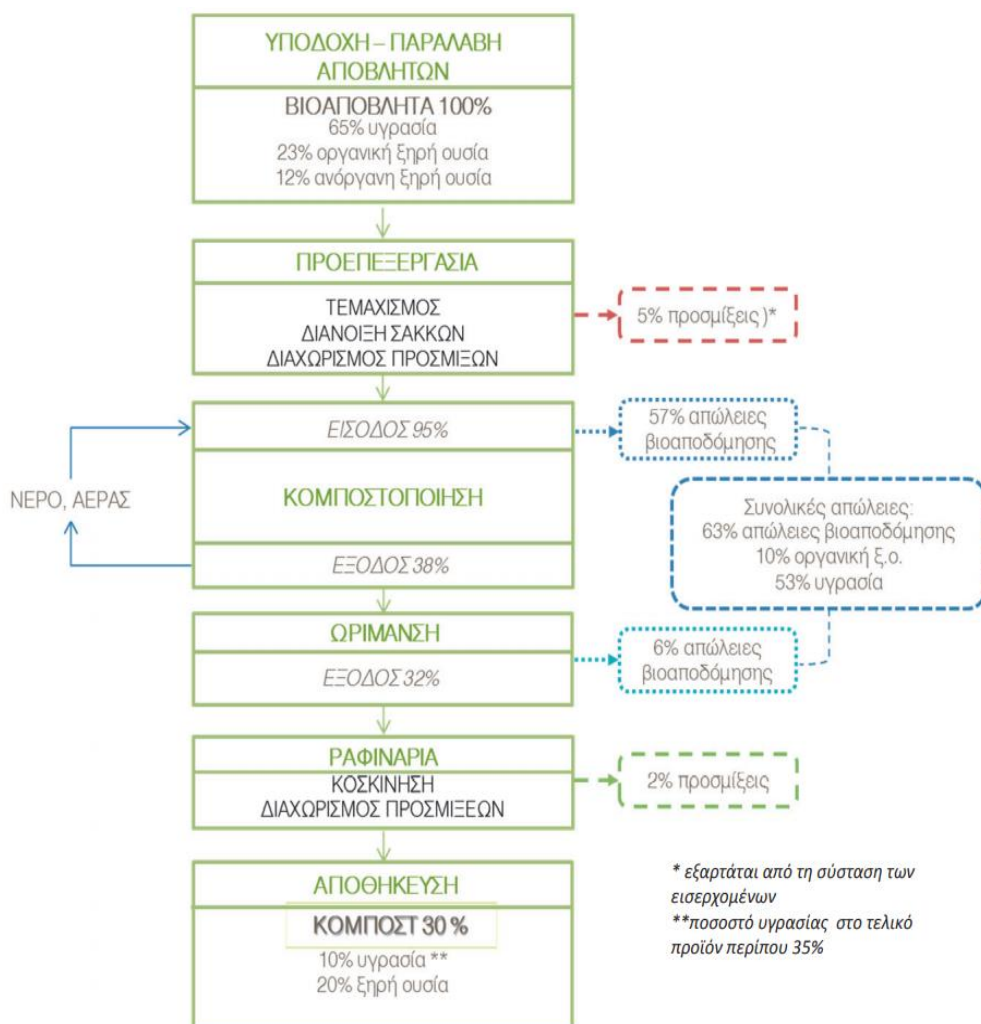 ΥΠΟΔΟΧΗ – ΠΑΡΑΛΑΒΗ
ΑΠΟΒΛΗΤΩΝ
ΒΙΟΑΠΟΒΛΗΤΑ 100%
65% υγρασία
23% οργανική ξηρή ουσία
12% ανόργανη ξηρή ουσία
ΠΡΟΕΠΕΞΕΡΓΑΣΙΑ
ΤΕΜΑΧΙΣΜΟΣ
ΔΙΑΝΟΙΞΗ ΣΑΚΚΩΝ
ΔΙΑΧΩΡΙΣΜΟΣ ΠΡΟΣΜΙΞΩΝ
5% προσμίξεις )*
ΕΙΣΟΔΟΣ 95%
57% απώλειες
βιοαποδόμησης
ΝΕΡΟ, ΑΕΡΑΣ
ΚΟΜΠΟΣΤΟΠΟΙΗΣΗ
Συνολικές απώλειες:
63% απώλειες βιοαποδόμησης
10% οργανική ξ.ο.
53% υγρασία
ΕΞΟΔΟΣ 38%
ΩΡΙΜΑΝΣΗ
ΕΞΟΔΟΣ 32%
6% απώλειες
βιοαποδόμησης
ΡΑΦΙΝΑΡΙΑ
ΚΟΣΚΙΝΗΣΗ
ΔΙΑΧΩΡΙΣΜΟΣ ΠΡΟΣΜΙΞΕΩΝ
2% προσμίξεις
ΑΠΟΘΗΚΕΥΣΗ
ΚΟΜΠΟΣΤ 30 %
10% υγρασία **
20% ξηρή ουσία
* εξαρτάται από τη σύσταση των
εισερχομένων
**ποσοστό υγρασίας στο τελικό
προϊόν περίπου 35%